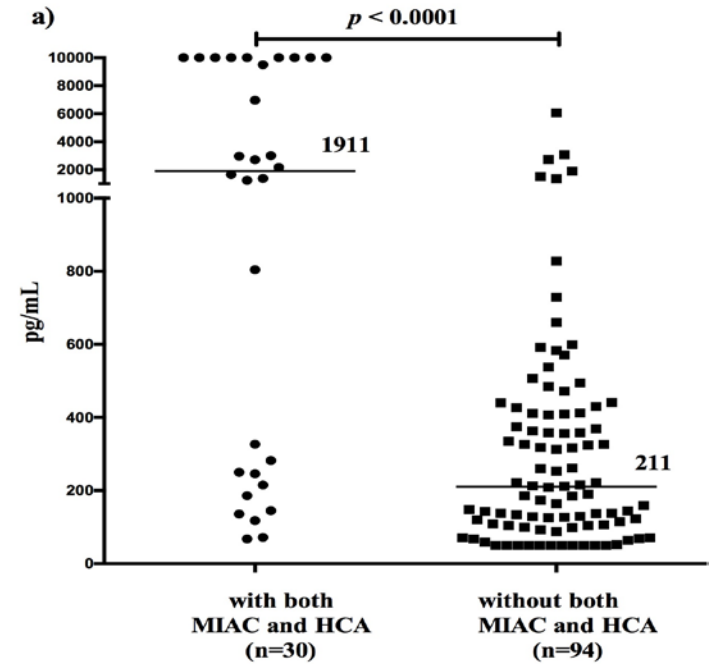 a)
p < 0.0001
10000
8000
6000
4000
2000
1000
800
600
400
200
0
pg/mL
1911
211
with both
MIAC and HCA
(n=30)
without both
MIAC and HCA
(n=94)